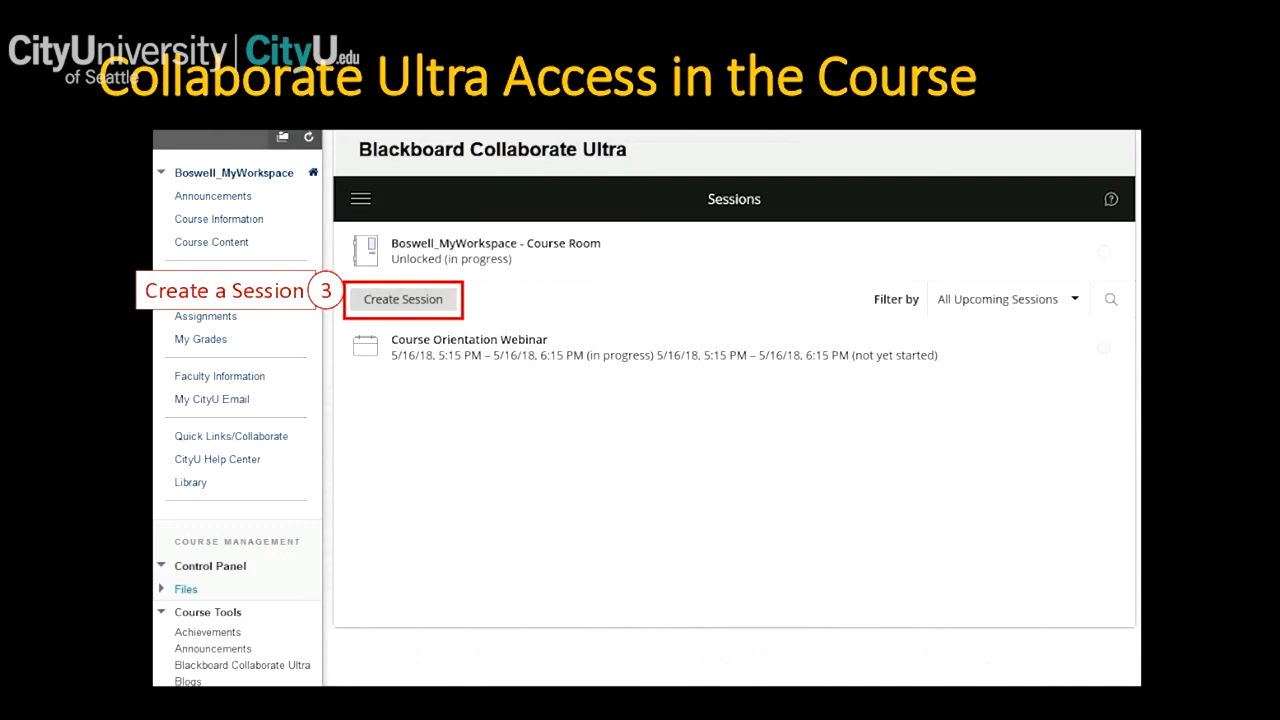 CityUniversity | CityU.edu
of Seattle
Collaborate Ultra Access in the Course
Blackboard Collaborate Ultra
Boswell_MyWorkspace
Announcements
Course Information
Course Content
Create a Session 3
Assignments
My Grades
Faculty Information
My CityU Email
Quick Links/Collaborate
CityU Help Center
Library
COURSE MANAGEMENT
Control Panel
Files
Course Tools
Achievements
Announcements
Blackboard Collaborate Ultra
Blogs
Sessions
Boswell_MyWorkspace - Course Room
Unlocked (in progress)
Create Session
Filter by All Upcoming Sessions
Course Orientation Webinar
5/16/18, 5:15 PM – 5/16/18, 6:15 PM (in progress) 5/16/18, 5:15 PM – 5/16/18, 6:15 PM (not yet started)